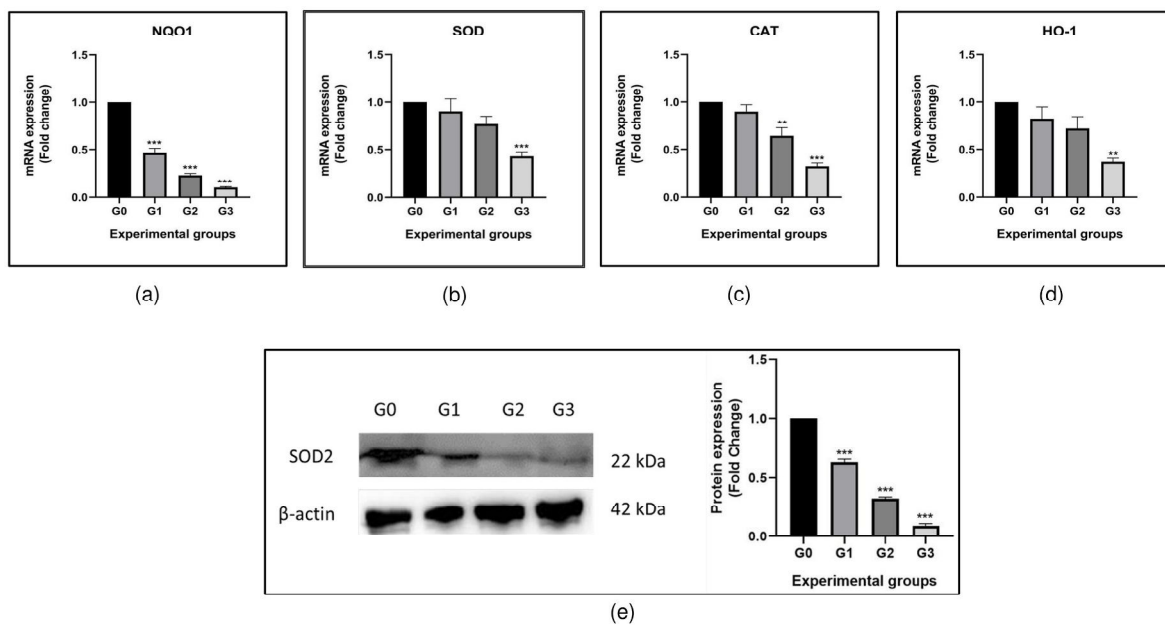 NQO1
1.5
1.0
0.5
0.0
mRNA expression
(Fold change)
***
***
***
G0 G1 G2 G3
Experimental groups
(a)
SOD
1.5
1.0
0.5
0.0
mRNA expression
(Fold change)
***
G0 G1 G2 G3
Experimental groups
(b)
CAT
1.5
1.0
0.5
0.0
mRNA expression
(Fold change)
**
***
G0 G1 G2 G3
Experimental groups
(c)
HO-1
1.5
1.0
0.5
0.0
mRNA expression
(Fold change)
**
G0 G1 G2 G3
Experimental groups
(d)
G0 G1 G2 G3
SOD2 22 kDa
β-actin 42 kDa
1.5
1.0
0.5
0.0
Protein expression
(Fold Change)
***
***
***
G0 G1 G2 G3
Experimental groups
(e)